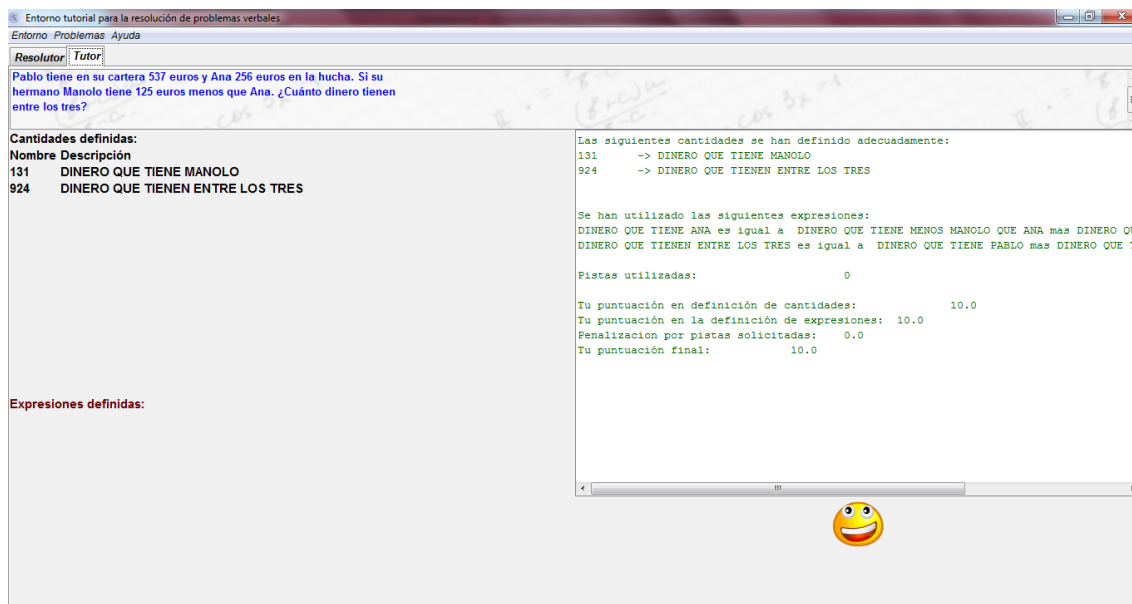 Entorno tutorial para la resolución de problemas verbales
Entorno Problemas Ayuda
Resolutor Tutor
Pablo tiene en su cartera 537 euros y Ana 256 euros en la hucha. Si su
hermano Manolo tiene 125 euros menos que Ana. ¿Cuánto dinero tienen
entre los tres?
Cantidades definidas:
Nombre Descripción
131 DINERO QUE TIENE MANOLO
924 DINERO QUE TIENEN ENTRE LOS TRES
Expresiones definidas:
Las siguientes cantidades se han definido adecuadamente:
131 -> DINERO QUE TIENE MANOLO
924 -> DINERO QUE TIENEN ENTRE LOS TRES
Se han utilizado las siguientes expresiones:
DINERO QUE TIENE ANA es igual a DINERO QUE TIENE MENOS MANOLO QUE ANA mas DINERO
DINERO QUE TIENEN ENTRE LOS TRES es igual a DINERO QUE TIENE PABLO mas DINERO QUE
Pistas utilizadas: 0
Tu puntuación en definición de cantidades: 10.0
Tu puntuación en la definición de expresiones: 10.0
Penalizacion por pistas solicitadas: 0.0
Tu puntuación final: 10.0